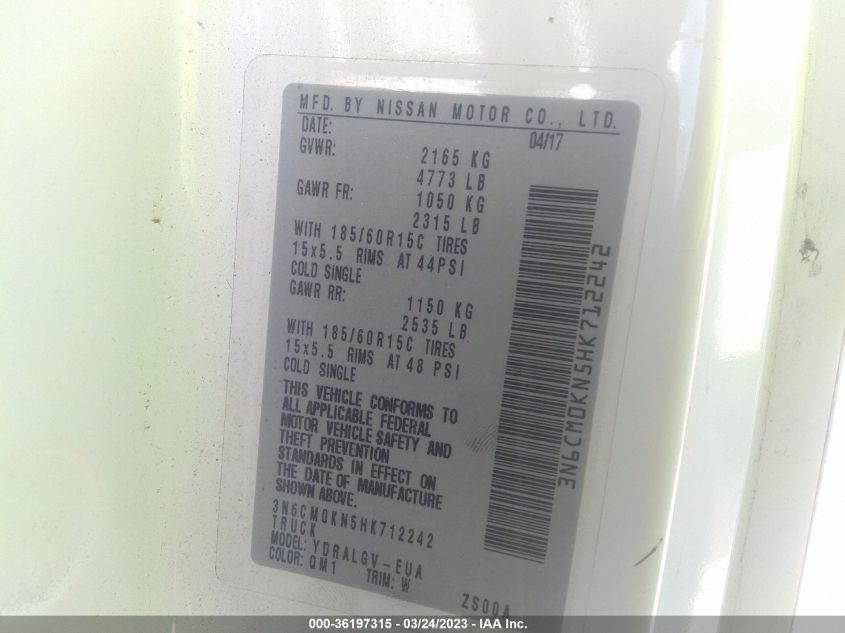 MFD. BY NISSAN MOTOR CO., LTD.
DATE: 04/17
GVWR: 2165 KG
4773 LB
GAWR FR: 1050 KG
2315 LB
WITH 185/60R15C TIRES
15x5.5 RIMS AT 44PSI
COLD SINGLE
GAWR RR: 1150 KG
2535 LB
WITH 185/60R15C TIRES
15x5.5 RIMS AT 48 PSI
COLD SINGLE
THIS VEHICLE CONFORMS TO
ALL APPLICABLE FEDERAL
MOTOR VEHICLE SAFETY AND
THEFT PREVENTION
STANDARDS IN EFFECT ON
THE DATE OF MANUFACTURE
SHOWN ABOVE.
3N6CM0KN5HK712242
TRUCK
MODEL: YDRALGV-EUA
COLOR: QM1 TRIM: W
ZS00A
3N6CM0KN5HK712242
000-36197315 - 03/24/2023 - IAA Inc.